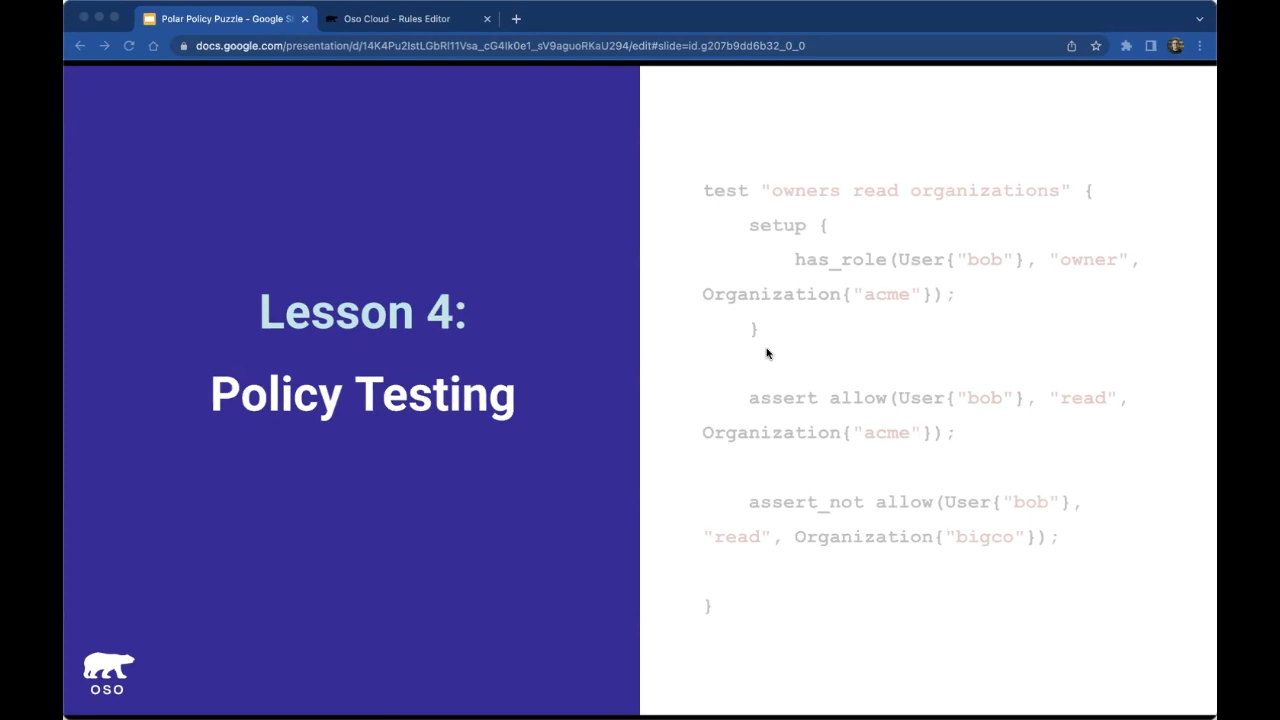 Polar Policy Puzzle - Google S
Oso Cloud - Rules Editor
docs.google.com/presentation/d/14K4Pu2IstLGbRl11Vsa_cG4Ik0e1_sV9aguoRKaU294/edit#slide=id.g207b9dd6b32_0_0
Lesson 4:
Policy Testing
OSO
test "owners read organizations" {
setup {
has_role(User{"bob"}, "owner",
Organization{"acme"});
}
assert allow(User{"bob"}, "read",
Organization{"acme"});
assert_not allow(User{"bob"},
"read", Organization{"bigco"});
}